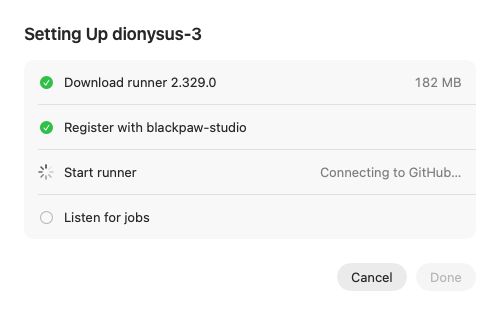 Setting Up dionysus-3
Download runner 2.329.0 182 MB
Register with blackpaw-studio
Start runner Connecting to GitHub...
Listen for jobs
Cancel Done